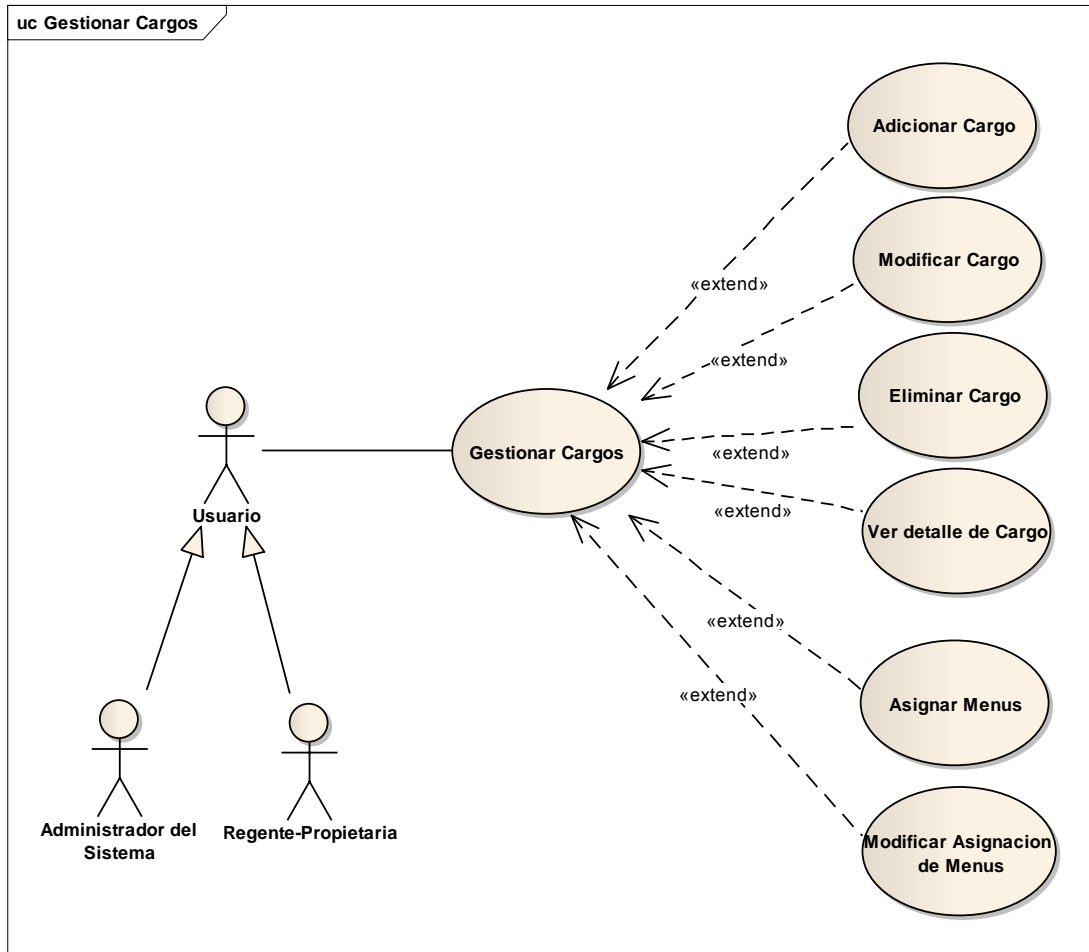 uc Gestionar Cargos
Adicionar Cargo
Modificar Cargo
«extend»
«extend»
Eliminar Cargo
Gestionar Cargos
«extend»
«extend»
Ver detalle de Cargo
Usuario
«extend»
«extend»
Asignar Menus
Administrador del
Sistema
Regente-Propietaria
Modificar Asignacion
de Menus